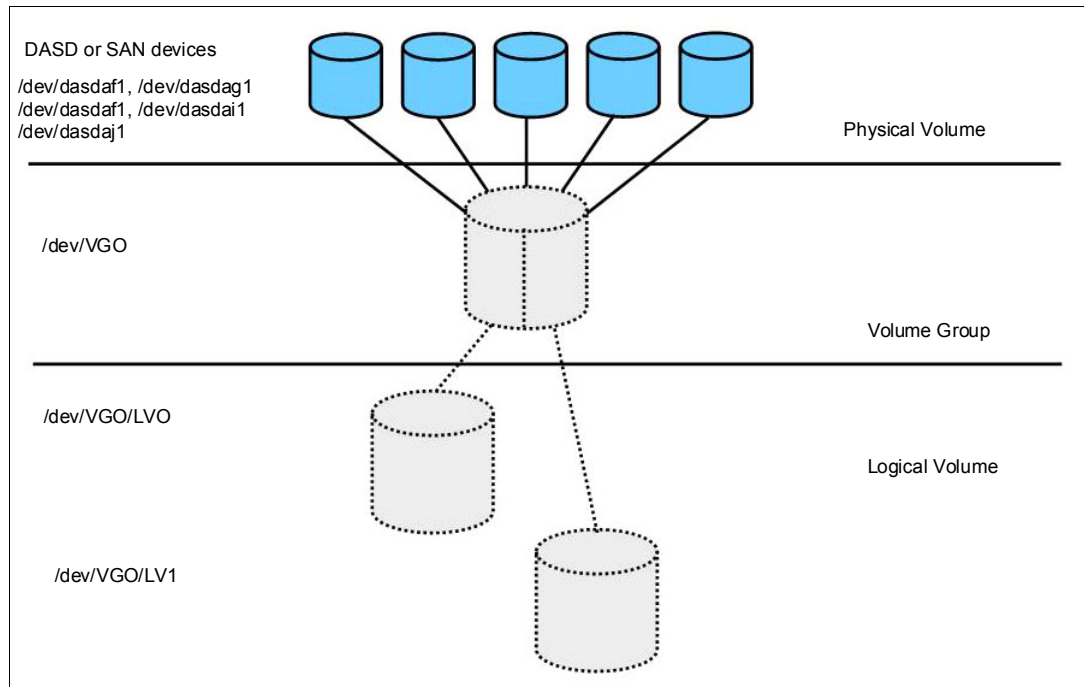 DASD or SAN devices
/dev/dasdaf1, /dev/dasdag1
/dev/dasdaf1, /dev/dasdai1
/dev/dasdaj1
Physical Volume
/dev/VGO
Volume Group
/dev/VGO/LVO
Logical Volume
/dev/VGO/LV1